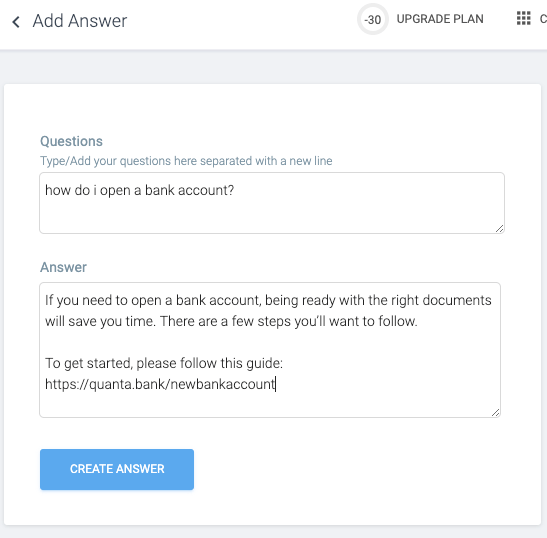 Add Answer
-30 UPGRADE PLAN C
Questions
Type/Add your questions here separated with a new line
how do i open a bank account?
Answer
If you need to open a bank account, being ready with the right documents
will save you time. There are a few steps you'll want to follow.
To get started, please follow this guide:
https://quanta.bank/newbankaccount
CREATE ANSWER